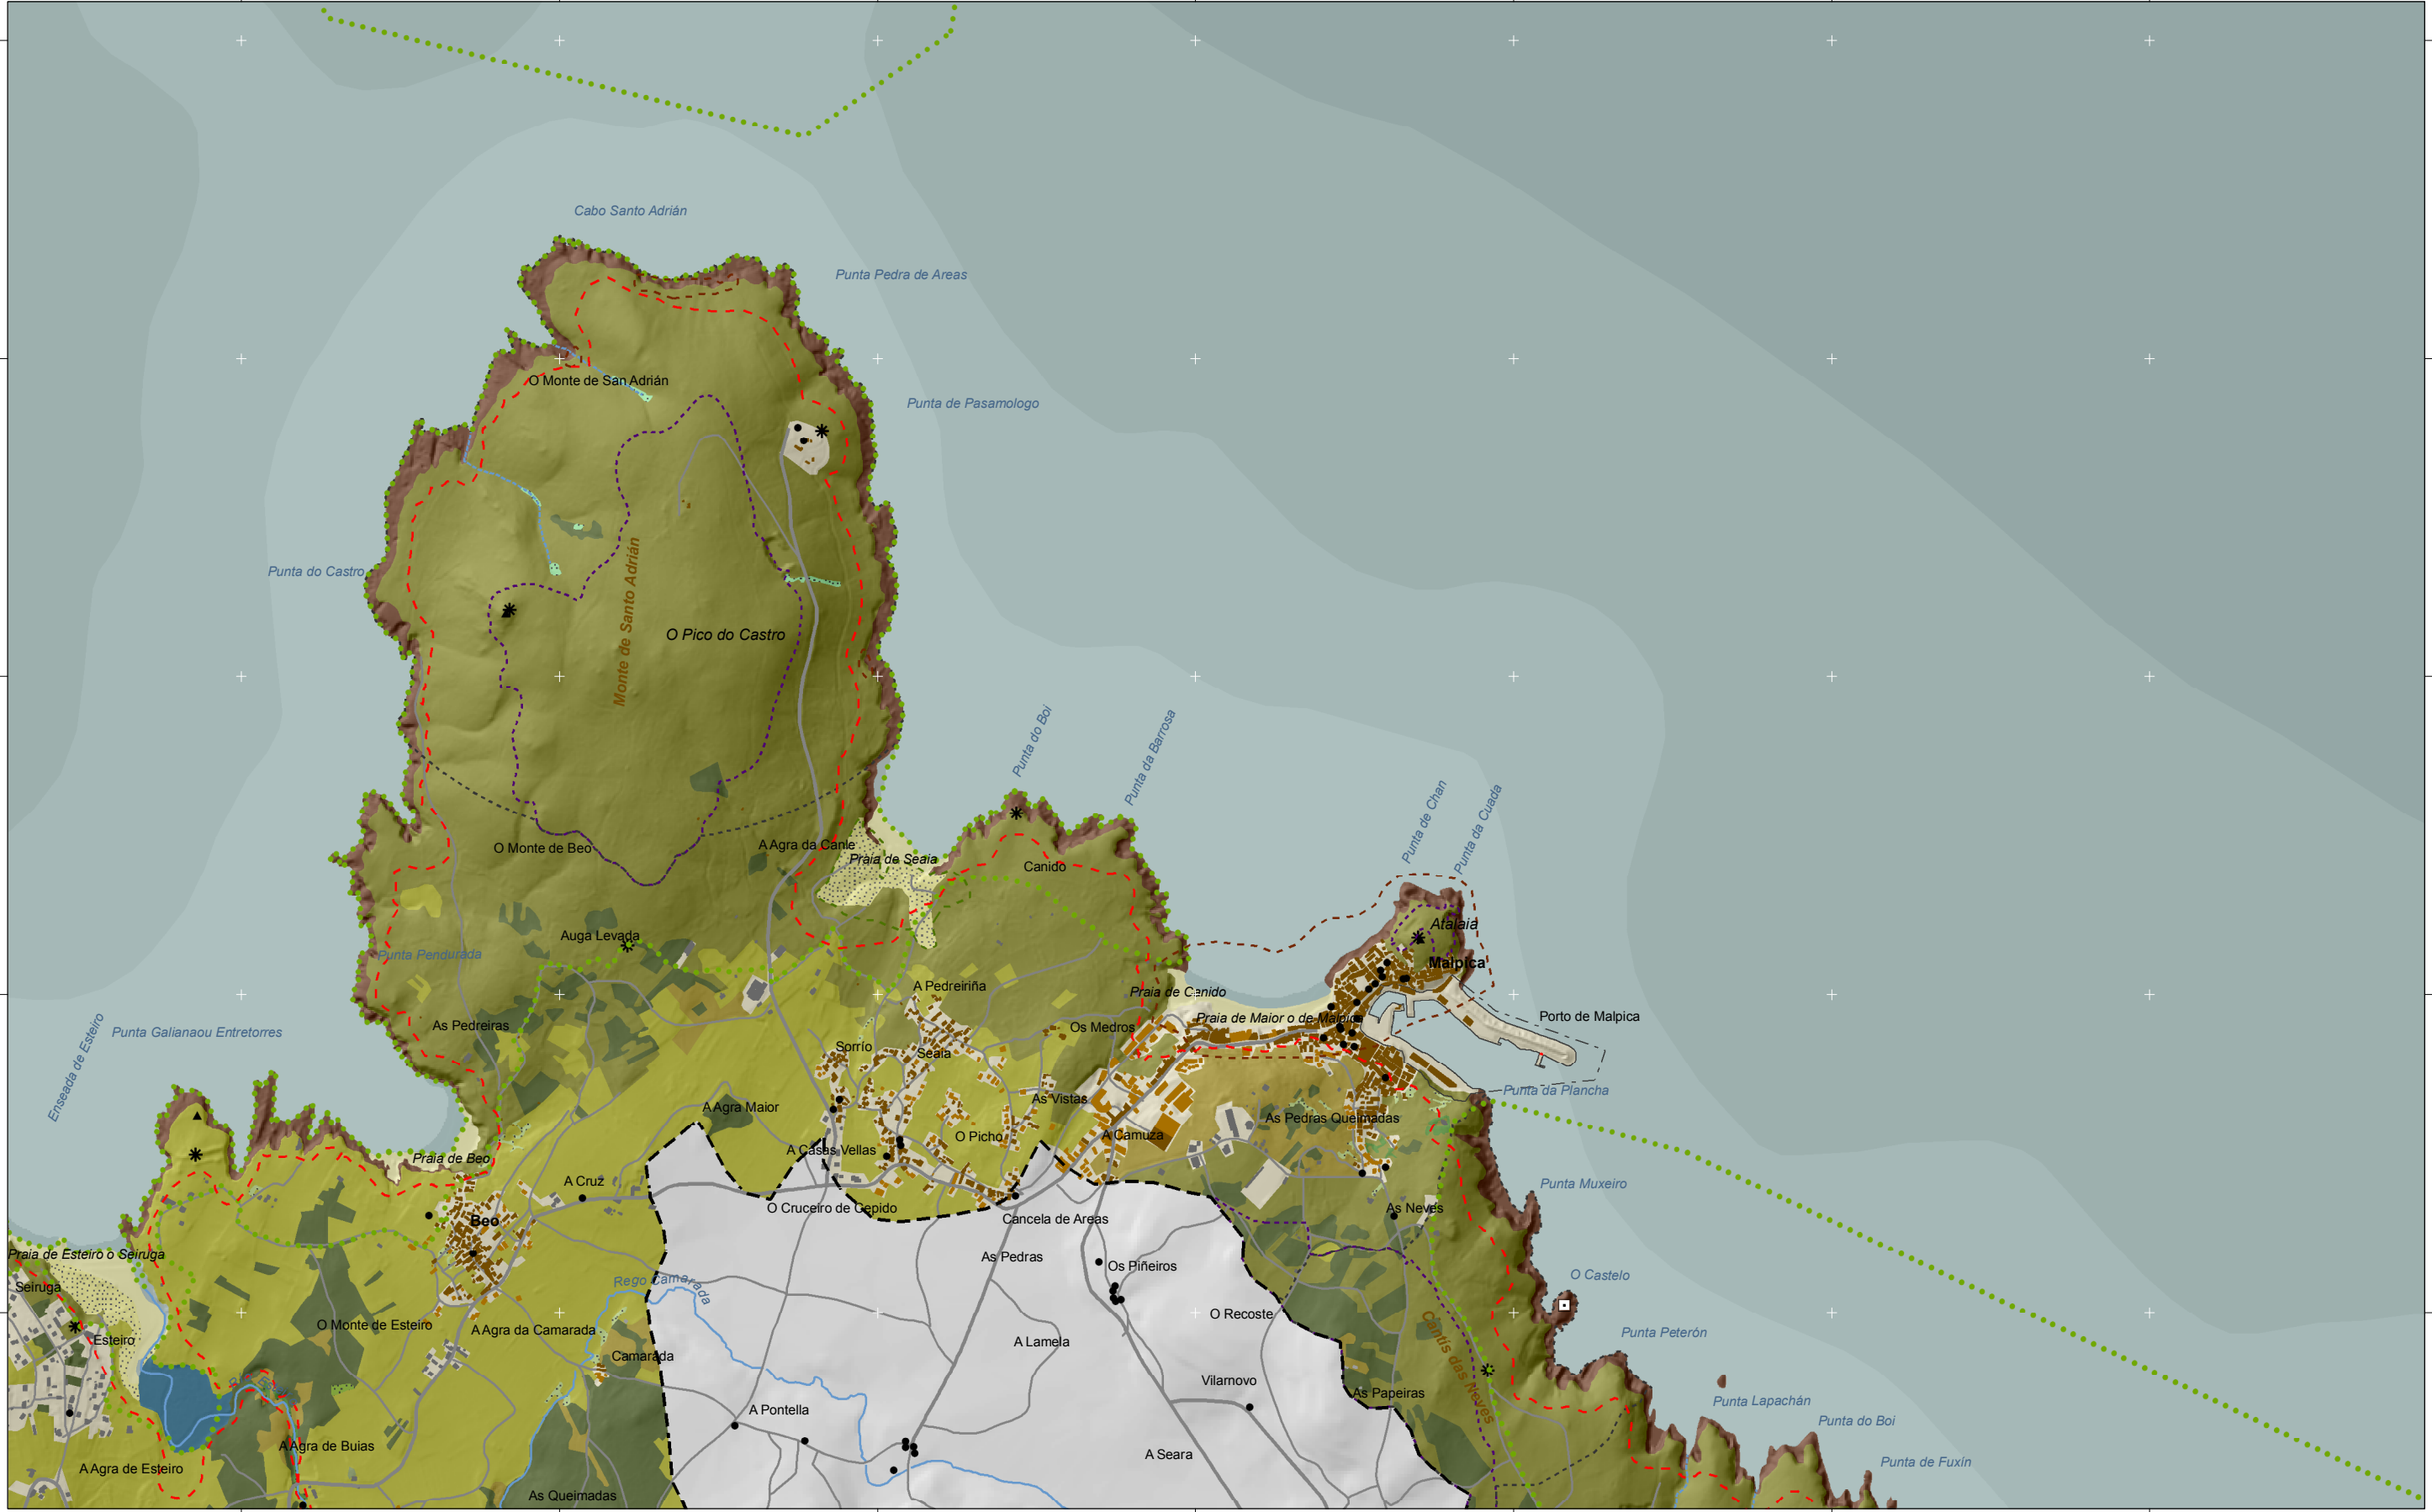 Cabo Santo Adrián
Punta Pedra de Areas
O Monte de San Adrián
Punta de Pasamologo
Punta do Castro
Monte de Santo Adrián
O Pico do Castro
Punta do Boi
Punta da Barrosa
Punta de Chan
Punta da Cuada
O Monte de Beo
A Agra da Canle
Praia de Seaia
Canido
Auga Levada
Atalaia
Punta Pendurada
Malpica
A Pedreiriña
Praia de Canido
Porto de Malpica
Praia de Maior o de Malpica
As Pedreiras
Os Medros
Enseada de Esteiro
Punta Galianaou Entretorres
Sorrío
Seaia
Punta da Plancha
As Vistas
A Agra Maior
As Pedras Queimadas
O Picho
A Camuza
A Casas Vellas
Praia de Beo
A Cruz
Punta Muxeiro
O Cruceiro de Cepido
As Neves
Beo
Cancela de Areas
Praia de Esteiro o Seiruga
As Pedras
Os Piñeiros
O Castelo
Seiruga
Rego Camarada
O Recoste
O Monte de Esteiro
A Agra da Camarada
Esteiro
A Lamela
Punta Peterón
Camarada
Cantís das Neves
Vilarnovo
As Papeiras
Punta Lapachán
A Pontella
Punta do Boi
A Agra de Buias
A Seara
Punta de Fuxín
A Agra de Esteiro
As Queimadas